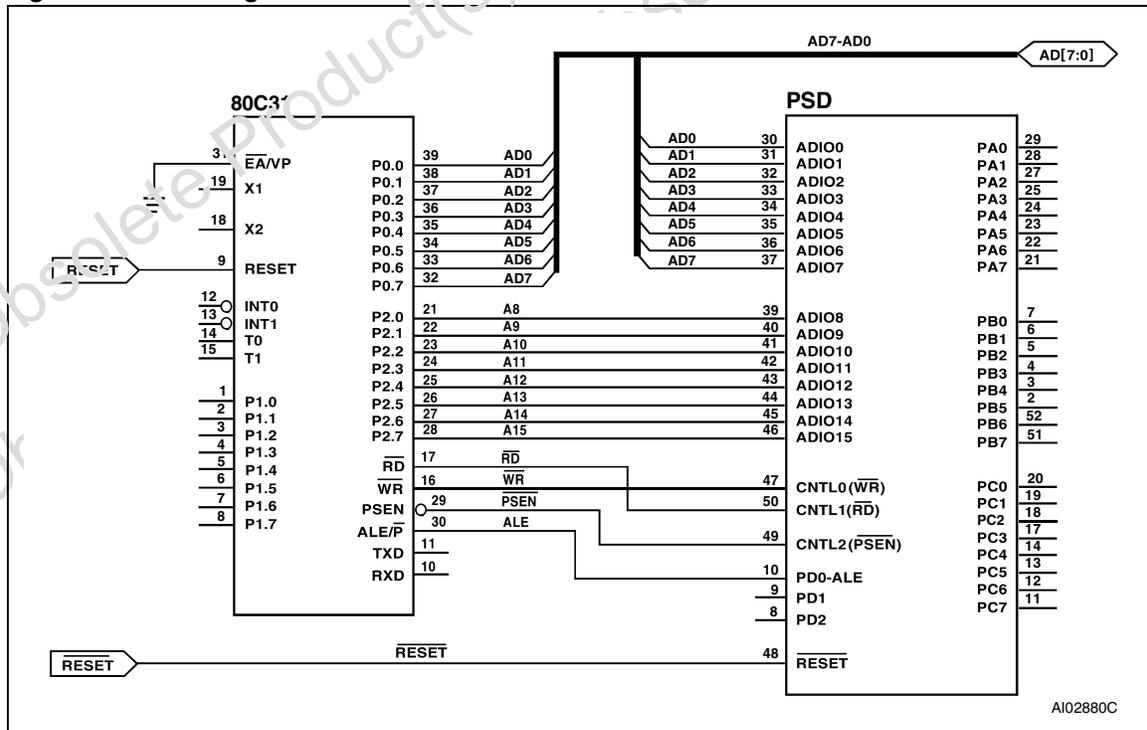 AD7-AD0
AD[7:0]
80C31
PSD
31 EA/VP
19 X1
18 X2
RESET
9 RESET
12 INT0
13 INT1
14 T0
15 T1
1 P1.0
2 P1.1
3 P1.2
4 P1.3
5 P1.4
6 P1.5
7 P1.6
8 P1.7
P0.0 39 AD0
P0.1 38 AD1
P0.2 37 AD2
P0.3 36 AD3
P0.4 35 AD4
P0.5 34 AD5
P0.6 33 AD6
P0.7 32 AD7
P2.0 21 A8
P2.1 22 A9
P2.2 23 A10
P2.3 24 A11
P2.4 25 A12
P2.5 26 A13
P2.6 27 A14
P2.7 28 A15
RD 17 RD
WR 16 WR
PSEN 29 PSEN
ALE/P 30 ALE
TXD 11
RXD 10
AD0 30 ADIO0
AD1 31 ADIO1
AD2 32 ADIO2
AD3 33 ADIO3
AD4 34 ADIO4
AD5 35 ADIO5
AD6 36 ADIO6
AD7 37 ADIO7
39 ADIO8
40 ADIO9
41 ADIO10
42 ADIO11
43 ADIO12
44 ADIO13
45 ADIO14
46 ADIO15
47 CNTL0(WR)
50 CNTL1(RD)
49 CNTL2(PSEN)
10 PD0-ALE
9 PD1
8 PD2
48 RESET
PA0 29
PA1 28
PA2 27
PA3 25
PA4 24
PA5 23
PA6 22
PA7 21
PB0 7
PB1 6
PB2 5
PB3 4
PB4 3
PB5 2
PB6 52
PB7 51
PC0 20
PC1 19
PC2 18
PC3 17
PC4 14
PC5 13
PC6 12
PC7 11
RESET
RESET
AI02880C
Obsolete Product(s)